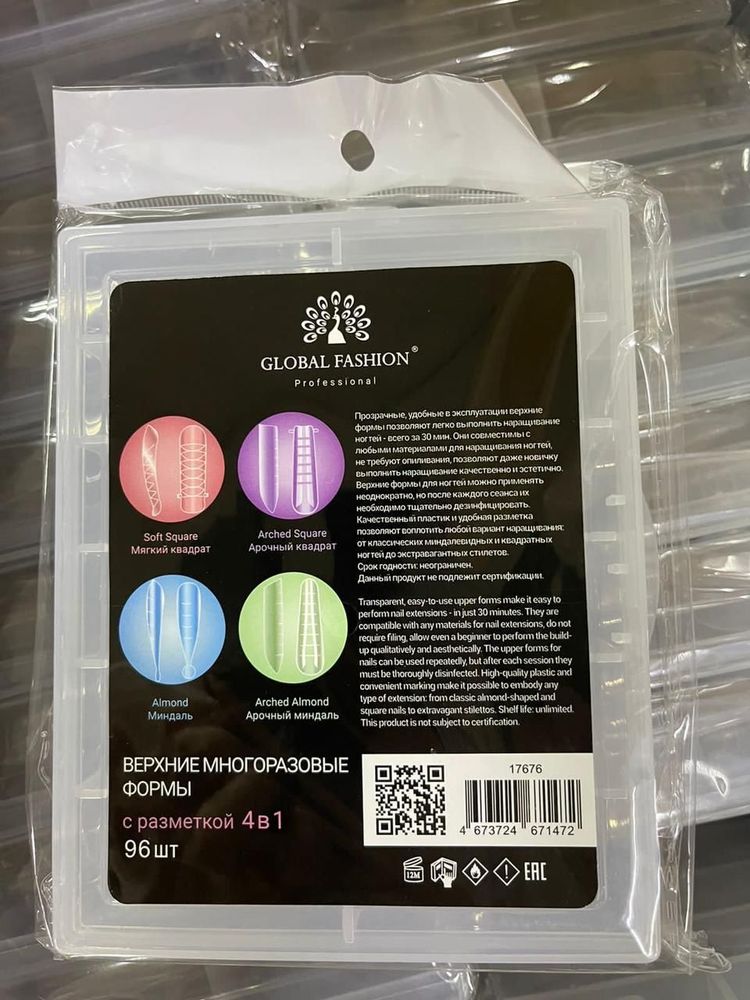 GLOBAL FASHION®
Professional
Soft Square
Мягкий квадрат
Arched Square
Арочный квадрат
Almond
Миндаль
Arched Almond
Арочный миндаль
Прозрачные, удобные в эксплуатации верхние
формы позволяют легко выполнить наращивание
ногтей - всего за 30 мин. Они совместимы с
любыми материалами для наращивания ногтей,
не требуют опиливания, позволяют даже новичку
выполнить наращивание качественно и эстетично.
Верхние формы для ногтей можно применять
неоднократно, но после каждого сеанса их
необходимо тщательно дезинфицировать.
Качественный пластик и удобная разметка
позволяют воплотить любой вариант наращивания:
от классических миндалевидных и квадратных
ногтей до экстравагантных стилетов.
Срок годности: неограничен.
Данный продукт не подлежит сертификации.
Transparent, easy-to-use upper forms make it easy to
perform nail extensions - in just 30 minutes. They are
compatible with any materials for nail extensions, do not
require filing, allow even a beginner to perform the build-
up qualitatively and aesthetically. The upper forms for
nails can be used repeatedly, but after each session they
must be thoroughly disinfected. High-quality plastic and
convenient marking make it possible to embody any
type of extension: from classic almond-shaped and
square nails to extravagant stilettos. Shelf life: unlimited.
This product is not subject to certification.
ВЕРХНИЕ МНОГОРАЗОВЫЕ
ФОРМЫ
с разметкой 4в1
96 шт
17676
4 673724 671472
12M
EAC